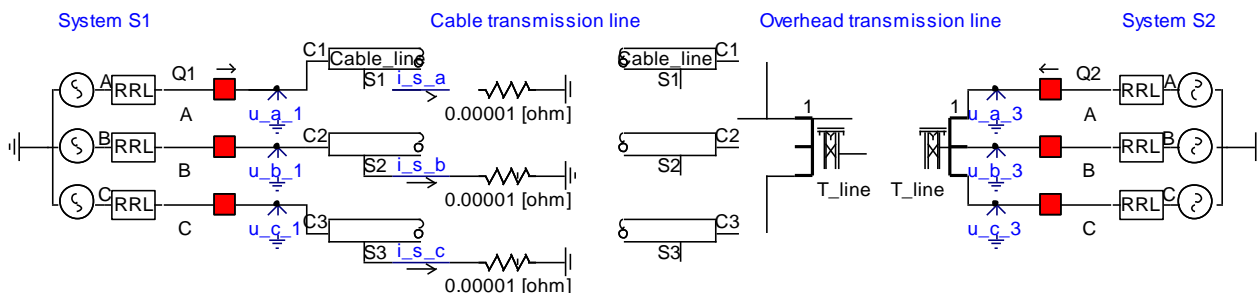 System S1
Cable transmission line
Overhead transmission line
System S2
C1
Cable_line
Cable_line
C1
A
RRL
Q1
S1
i_s_a
S1
1
1
Q2
RRL
A
A
u_a_1
0.00001 [ohm]
u_a_3
A
B
RRL
C2
C2
RRL
B
B
u_b_1
S2
i_s_b
S2
T_line
T_line
u_b_3
B
C
RRL
0.00001 [ohm]
RRL
C
C
u_c_1
C3
C3
u_c_3
C
S3
i_s_c
S3
0.00001 [ohm]